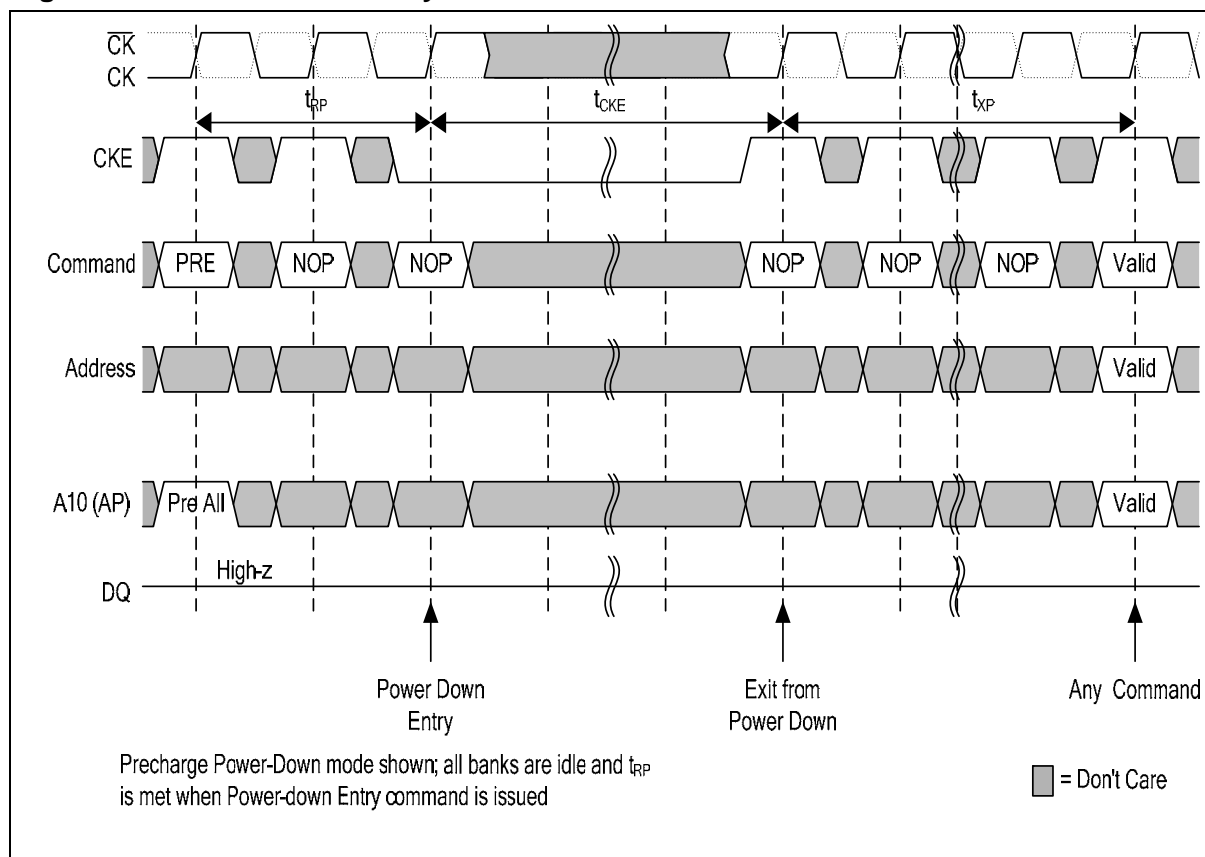 CK
CK
tRP
tCKE
tXP
CKE
Command
PRE
NOP
NOP
NOP
NOP
NOP
Valid
Address
Valid
A10 (AP)
Pre All
Valid
High-z
DQ
Power Down
Entry
Exit from
Power Down
Any Command
Precharge Power-Down mode shown; all banks are idle and tRP
is met when Power-down Entry command is issued
= Don't Care